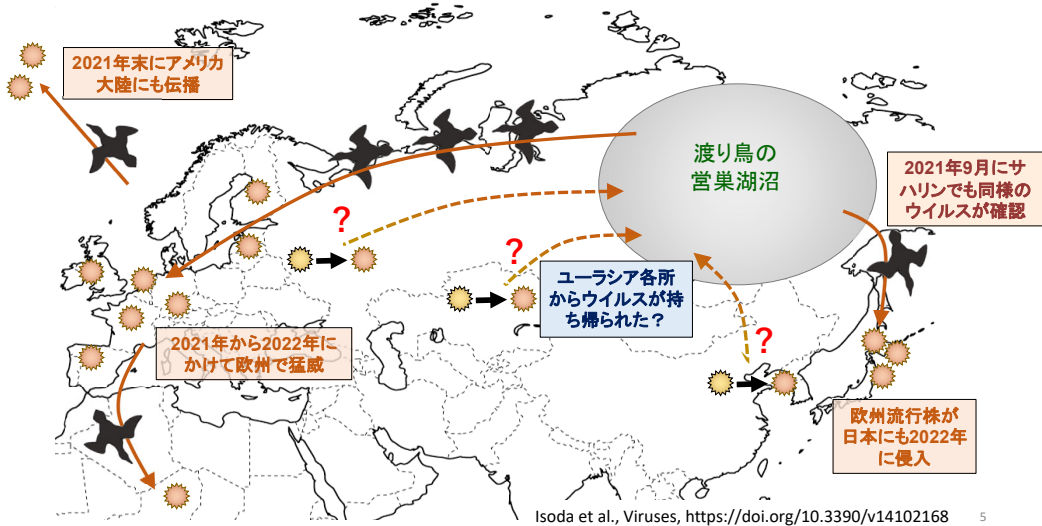 2021年末にアメリカ
大陸にも伝播
渡り鳥の
営巣湖沼
2021年9月にサ
ハリンでも同様の
ウイルスが確認
?
?
ユーラシア各所
からウイルスが持
ち帰られた?
?
2021年から2022年に
かけて欧州で猛威
欧州流行株が
日本にも2022年
に侵入
Isoda et al., Viruses, https://doi.org/10.3390/v14102168
5